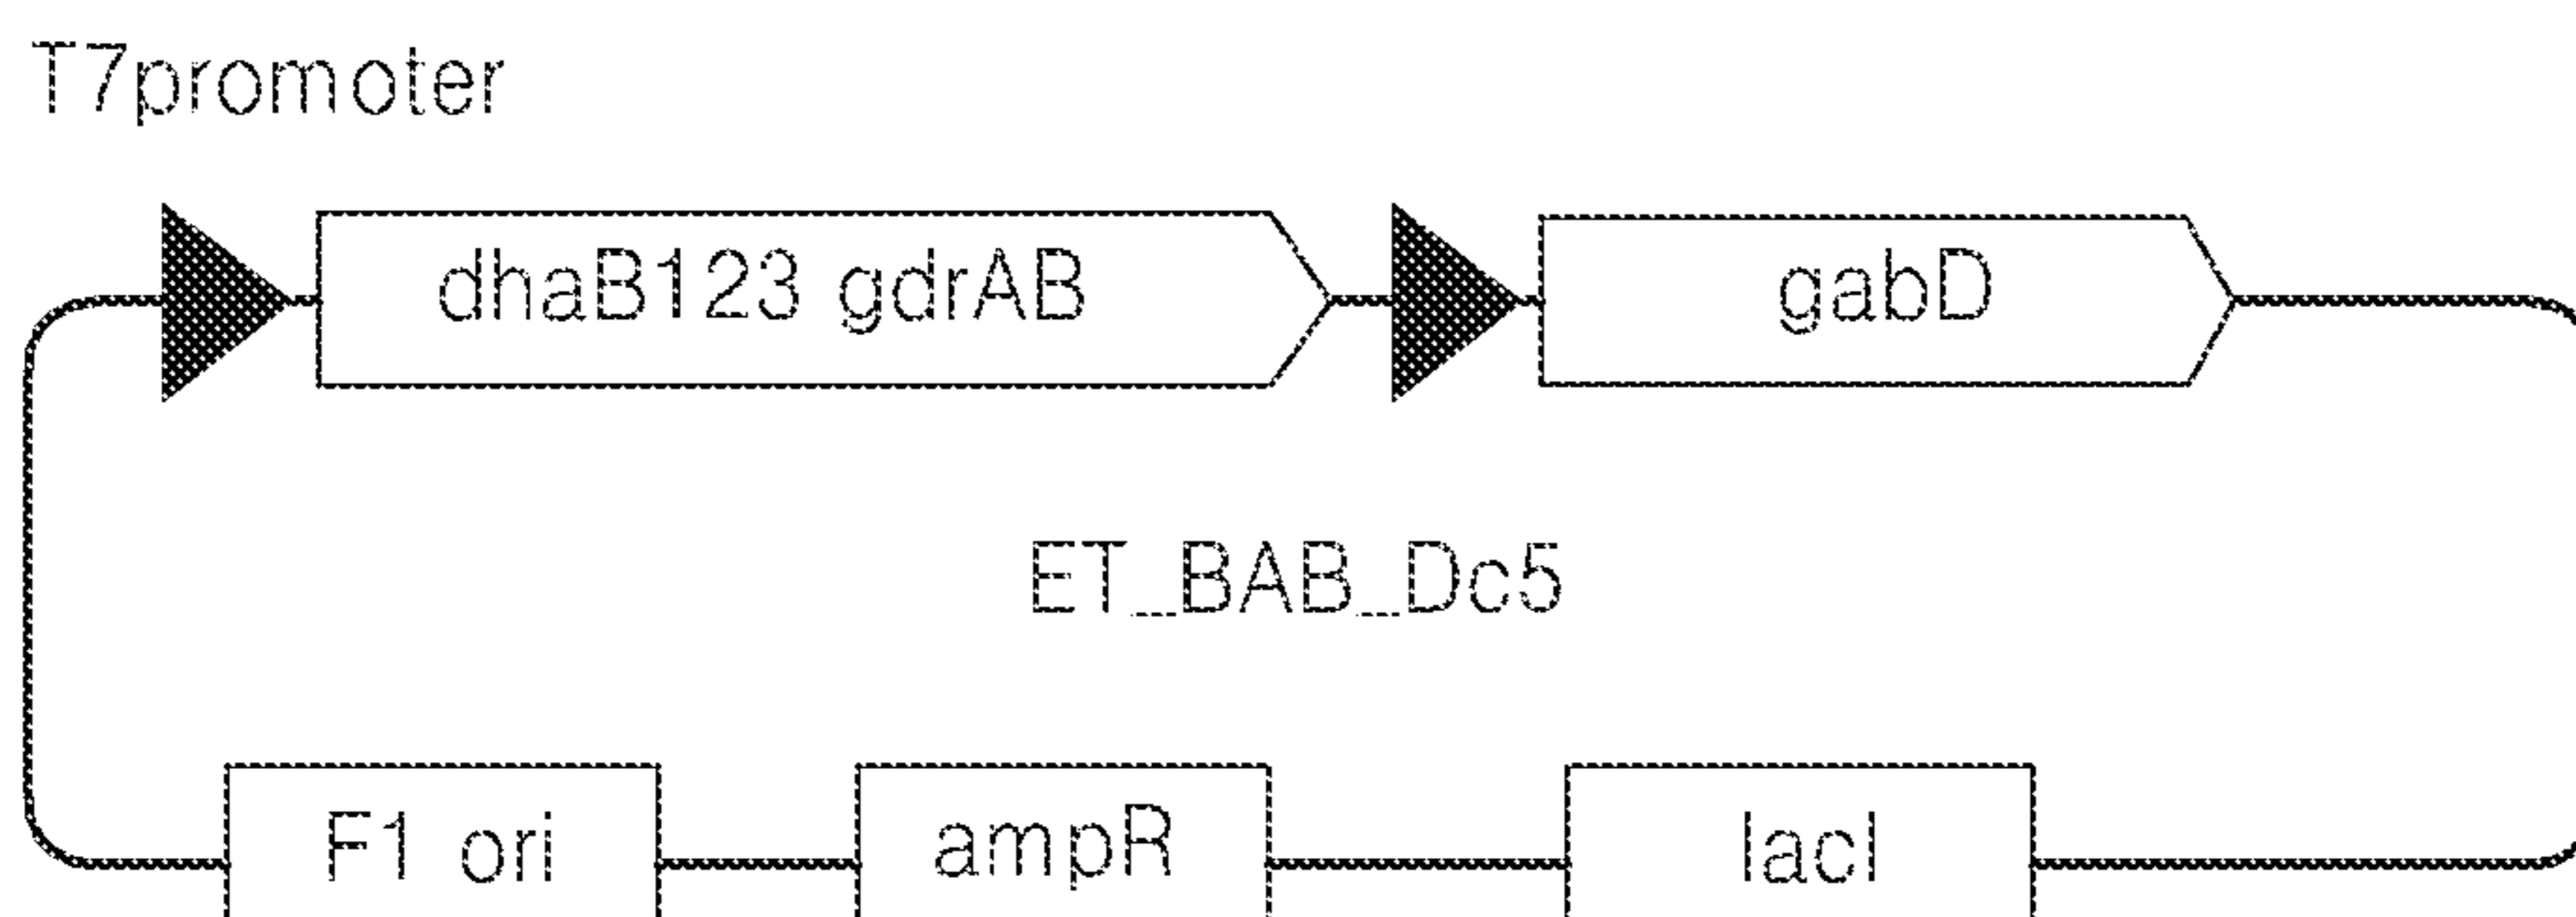 T7promoter
dhaB123 gdrAB
gabD
ET_BAB_Dc5
F1 ori
ampR
lacI